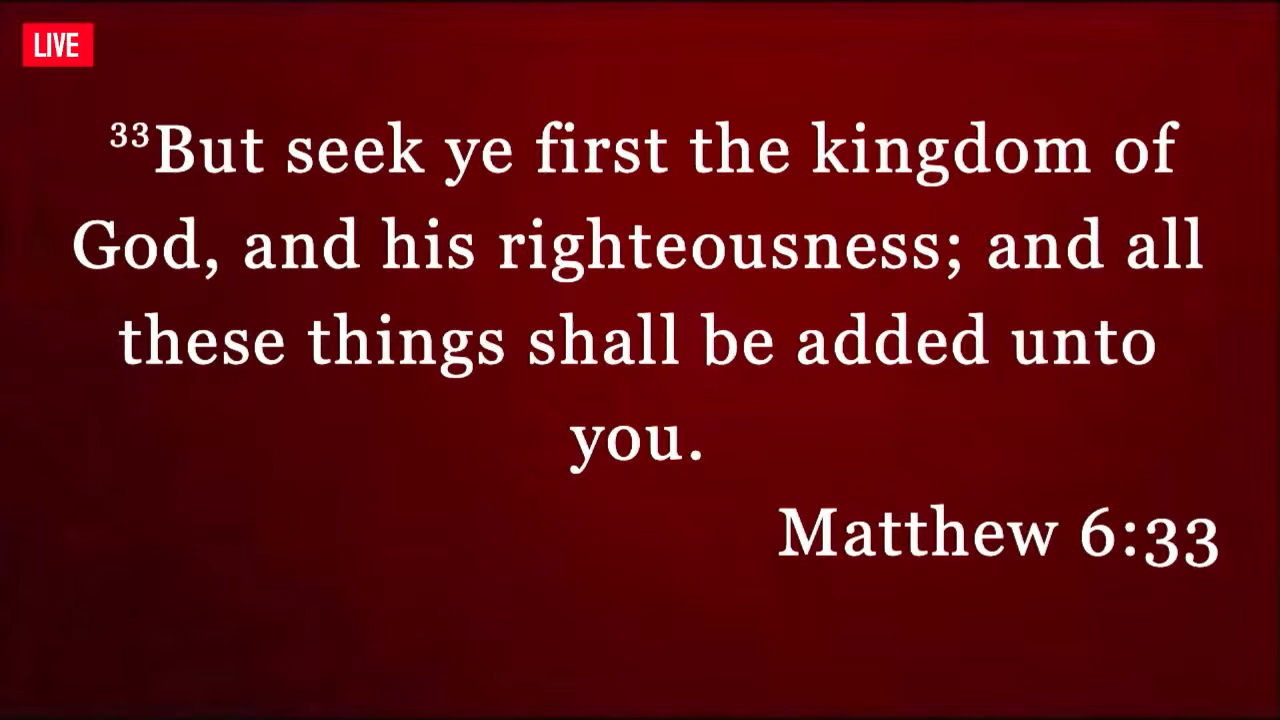 LIVE
³³But seek ye first the kingdom of
God, and his righteousness; and all
these things shall be added unto
you.
Matthew 6:33